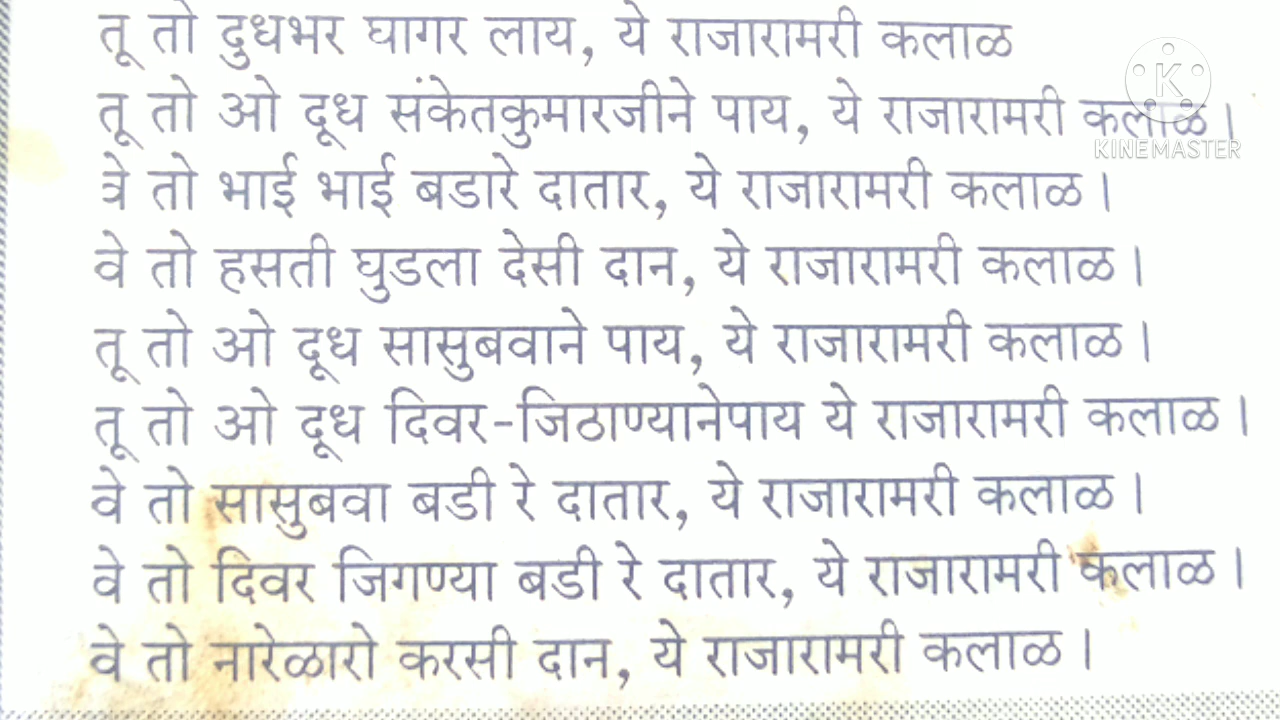 तू तो दुधभर घागर लाय, ये राजारामरी कलाळ
तू तो ओ दूध संकेतकुमारजीने पाय, ये राजारामरी कलाळ।
त्रे तो भाई भाई बडारे दातार, ये राजारामरी कलाळ।
वे तो हसती घुडला देसी दान, ये राजारामरी कलाळ।
तू तो ओ दूध सासुबवाने पाय, ये राजारामरी कलाळ।
तू तो ओ दूध दिवर-जिठाण्यानेपाय ये राजारामरी कलाळ।
वे तो सासुबवा बडी रे दातार, ये राजारामरी कलाळ।
वे तो दिवर जिगण्या बडी रे दातार, ये राजारामरी कलाळ।
वे तो नारेळारो करसी दान, ये राजारामरी कलाळ।
K
KINEMASTER